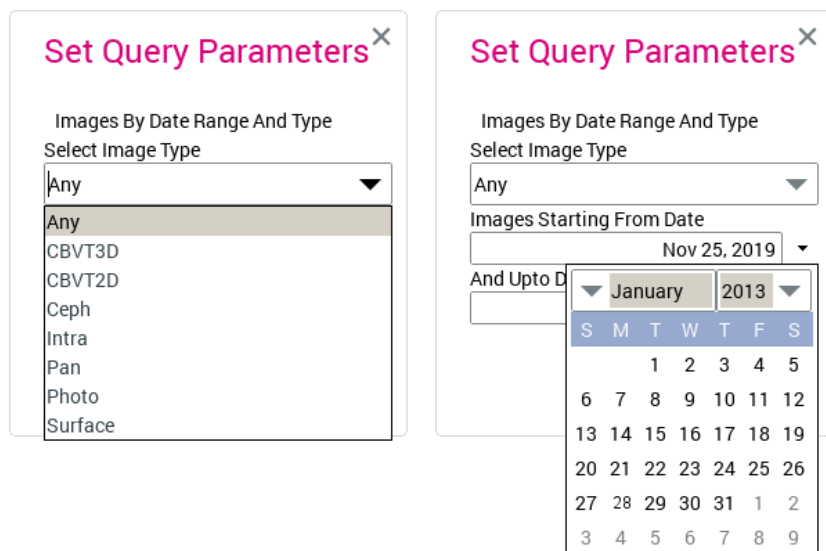 Set Query Parameters
Images By Date Range And Type
Select Image Type
Any
Any
CBVT3D
CBVT2D
Ceph
Intra
Pan
Photo
Surface
Set Query Parameters
Images By Date Range And Type
Select Image Type
Any
Images Starting From Date
Nov 25, 2019
And Upto D
January 2013
S M T W T F S
1 2 3 4 5
6 7 8 9 10 11 12
13 14 15 16 17 18 19
20 21 22 23 24 25 26
27 28 29 30 31 1 2
3 4 5 6 7 8 9